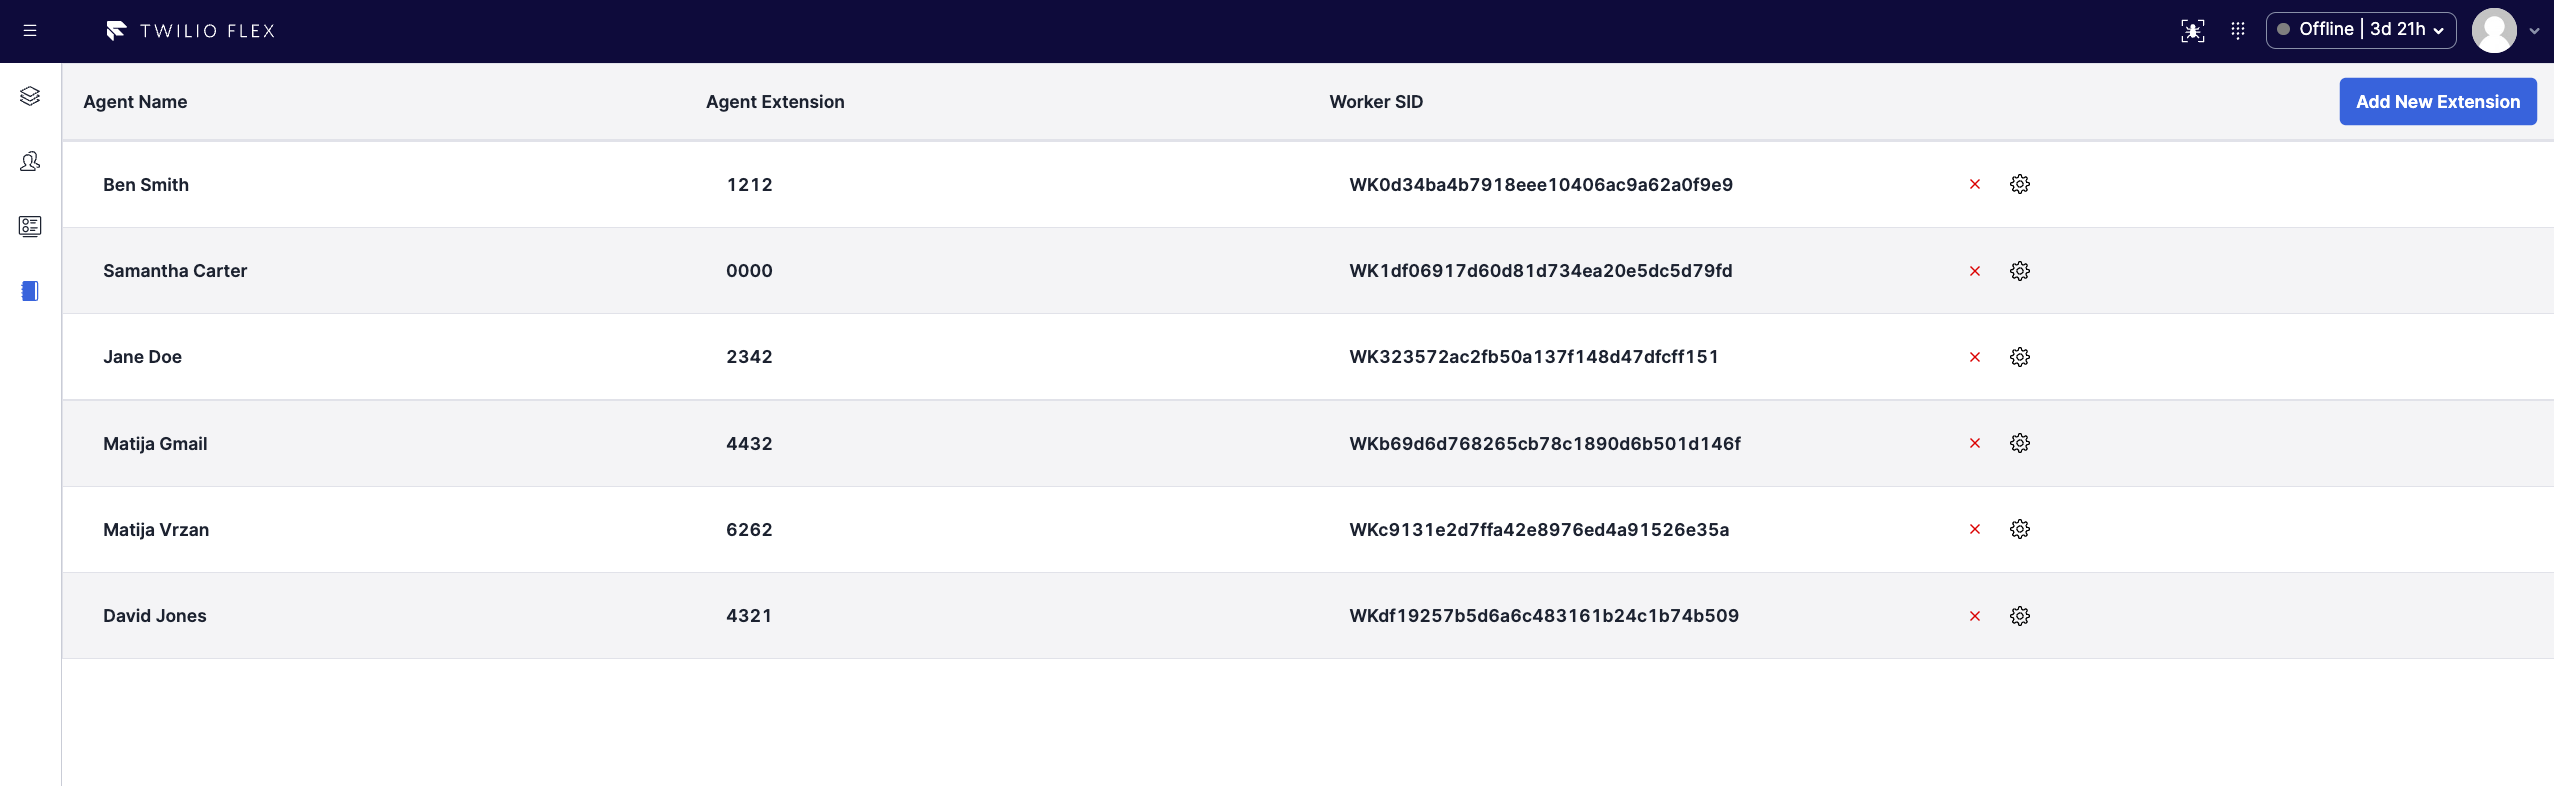 TWILIO FLEX
Offline | 3d 21h
Agent Name Agent Extension Worker SID Add New Extension
Ben Smith 1212 WK0d34ba4b7918eee10406ac9a62a0f9e9
Samantha Carter 0000 WK1df06917d60d81d734ea20e5dc5d79fd
Jane Doe 2342 WK323572ac2fb50a137f148d47dfcff151
Matija Gmail 4432 WKb69d6d768265cb78c1890d6b501d146f
Matija Vrzan 6262 WKc9131e2d7ffa42e8976ed4a91526e35a
David Jones 4321 WKdf19257b5d6a6c483161b24c1b74b509